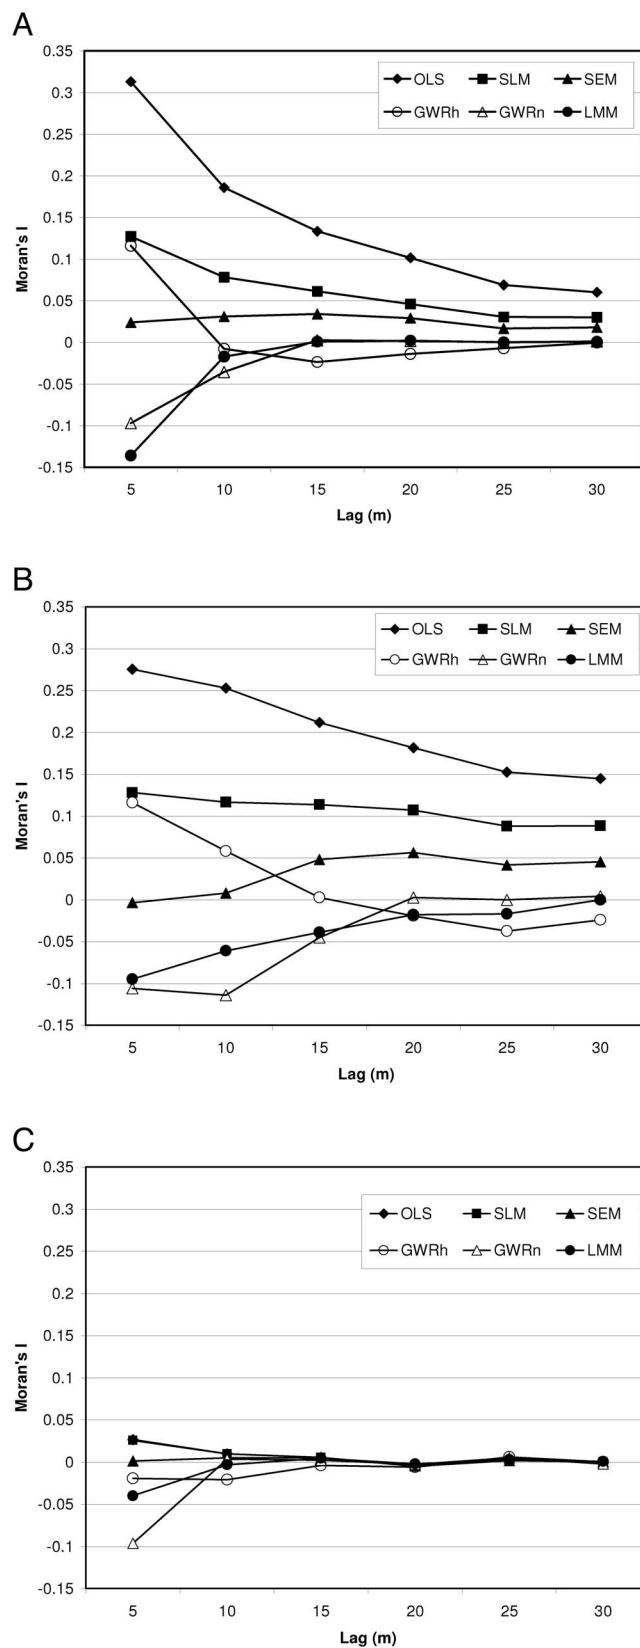 A
0.35
0.3
0.25
0.2
0.15
0.1
0.05
0
-0.05
-0.1
-0.15
Moran's I
OLS SLM SEM
GWRh GWRn LMM
5 10 15 20 25 30
Lag (m)
B
0.35
0.3
0.25
0.2
0.15
0.1
0.05
0
-0.05
-0.1
-0.15
Moran's I
OLS SLM SEM
GWRh GWRn LMM
5 10 15 20 25 30
Lag (m)
C
0.35
0.3
0.25
0.2
0.15
0.1
0.05
0
-0.05
-0.1
-0.15
Moran's I
OLS SLM SEM
GWRh GWRn LMM
5 10 15 20 25 30
Lag (m)